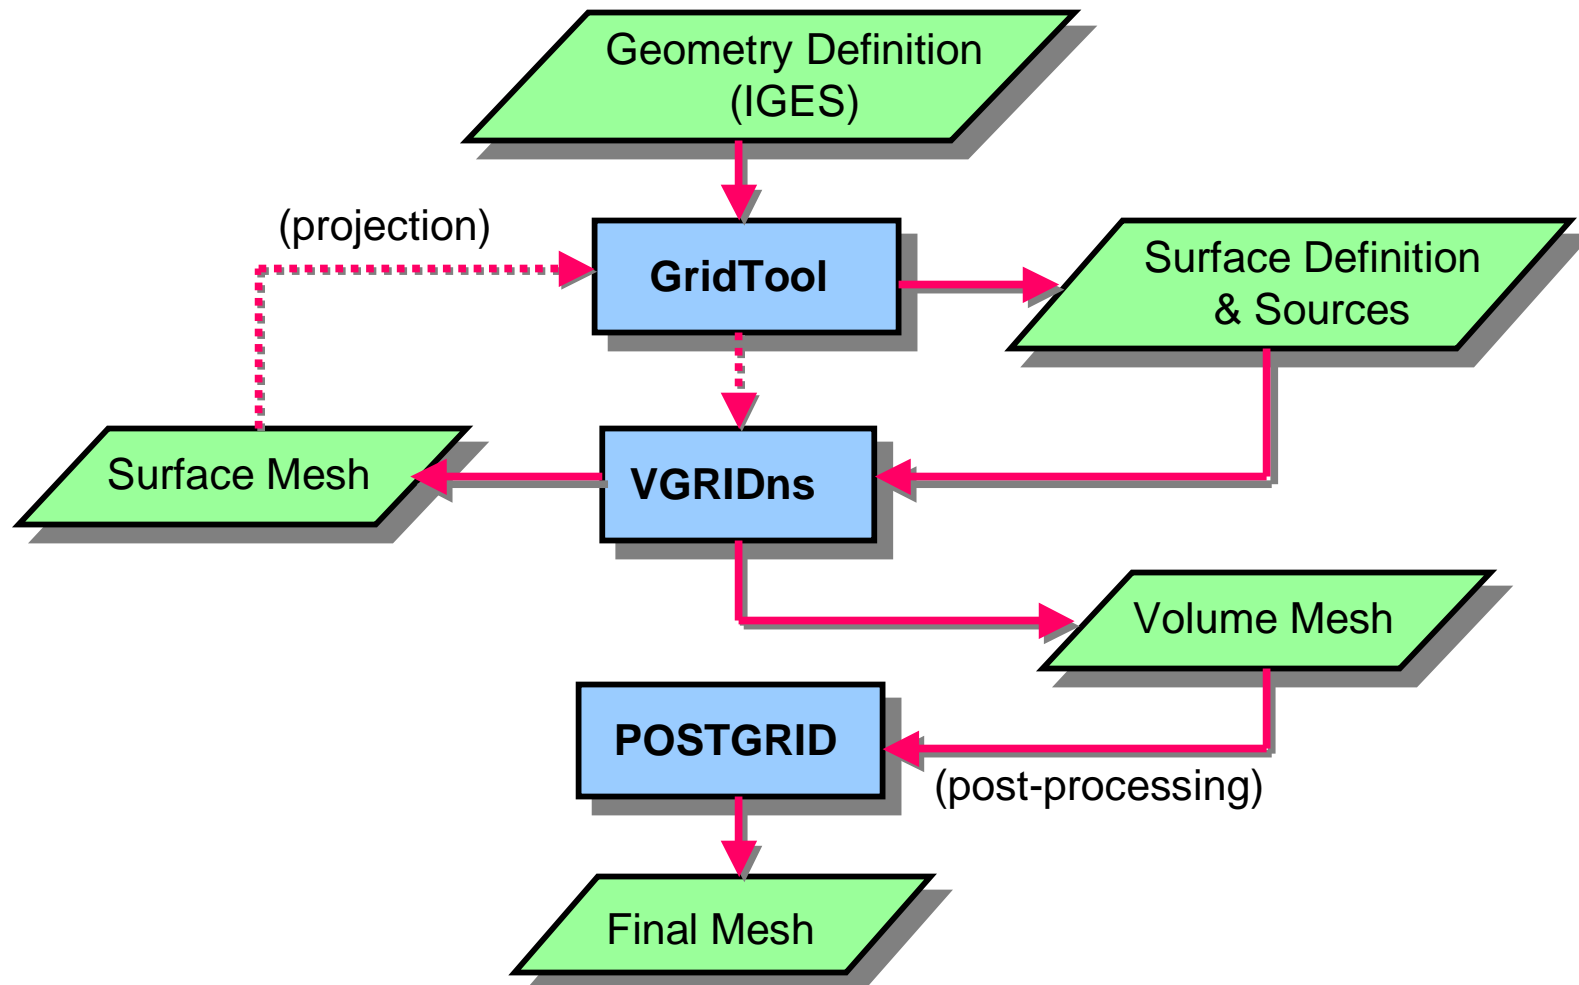 Geometry Definition
(IGES)
(projection)
GridTool
Surface Definition
& Sources
Surface Mesh
VGRIDns
Volume Mesh
POSTGRID
(post-processing)
Final Mesh